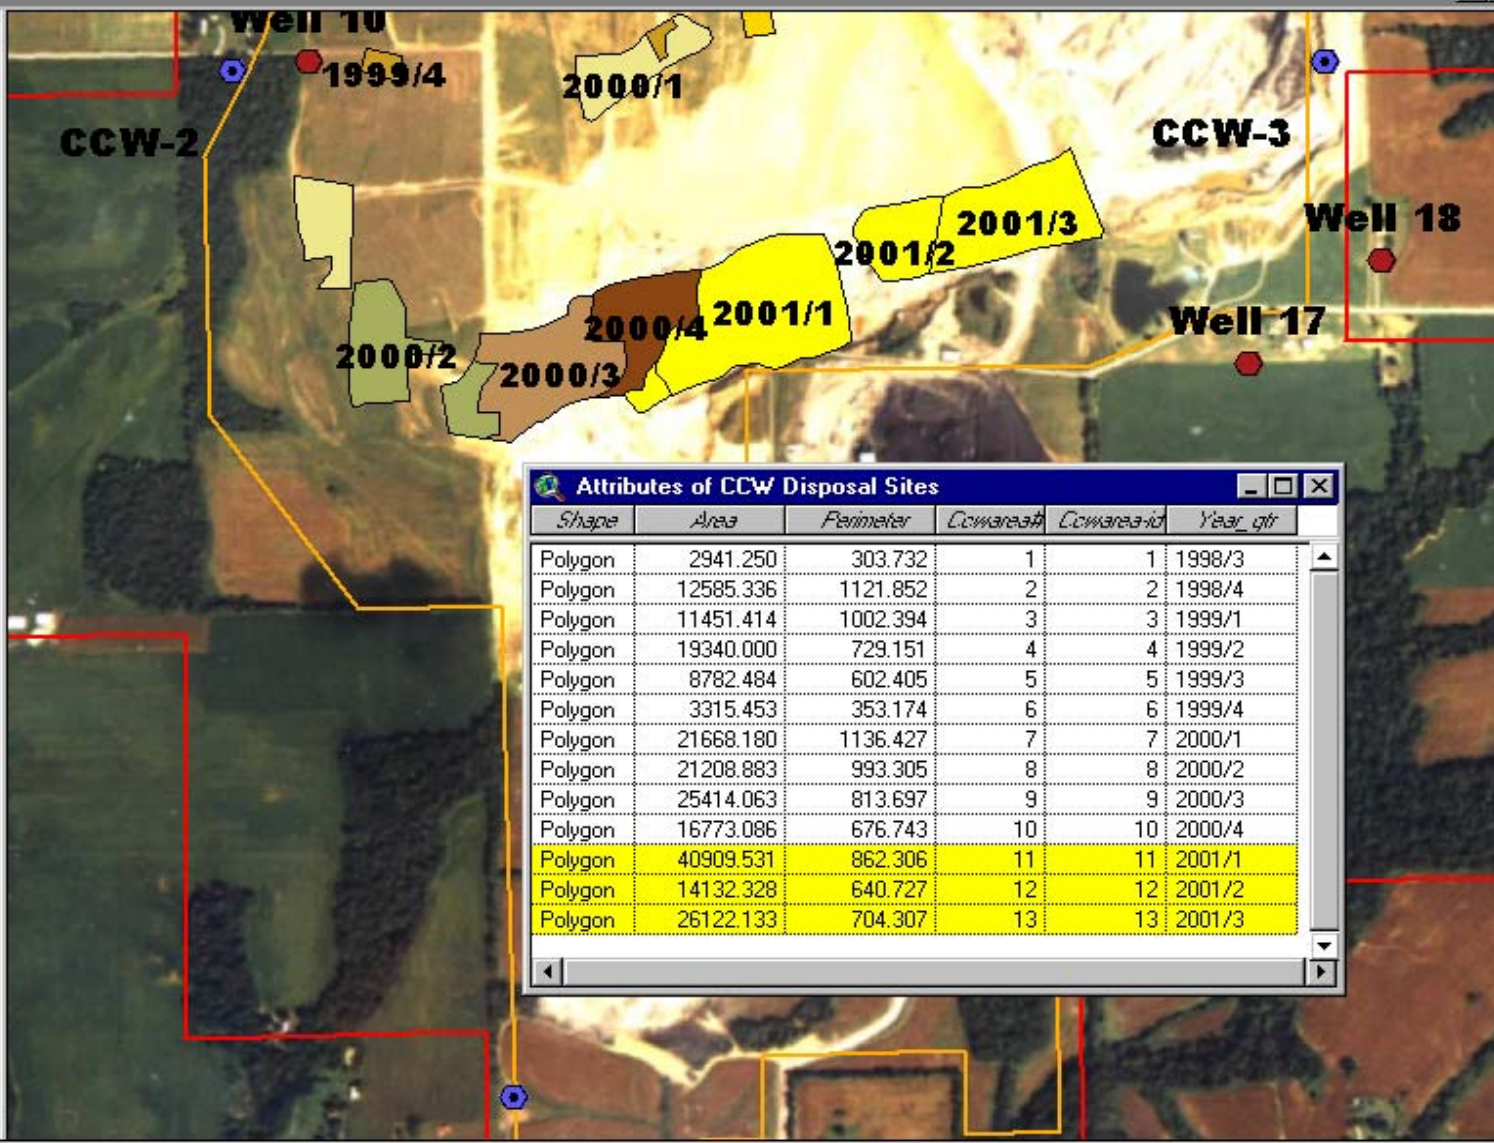 Well 10
1999/4
2000/1
CCW-2
CCW-3
2001/3
Well 18
2001/2
2001/1
2000/4
Well 17
2000/2
2000/3
Attributes of CCW Disposal Sites
Shape Area Perimeter Ccwarea# Ccwarea-id Year_qtr
Polygon 2941.250 303.732 1 1 1998/3
Polygon 12585.336 1121.852 2 2 1998/4
Polygon 11451.414 1002.394 3 3 1999/1
Polygon 19340.000 729.151 4 4 1999/2
Polygon 8782.484 602.405 5 5 1999/3
Polygon 3315.453 353.174 6 6 1999/4
Polygon 21668.180 1136.427 7 7 2000/1
Polygon 21208.883 993.305 8 8 2000/2
Polygon 25414.063 813.697 9 9 2000/3
Polygon 16773.086 676.743 10 10 2000/4
Polygon 40909.531 862.306 11 11 2001/1
Polygon 14132.328 640.727 12 12 2001/2
Polygon 26122.133 704.307 13 13 2001/3